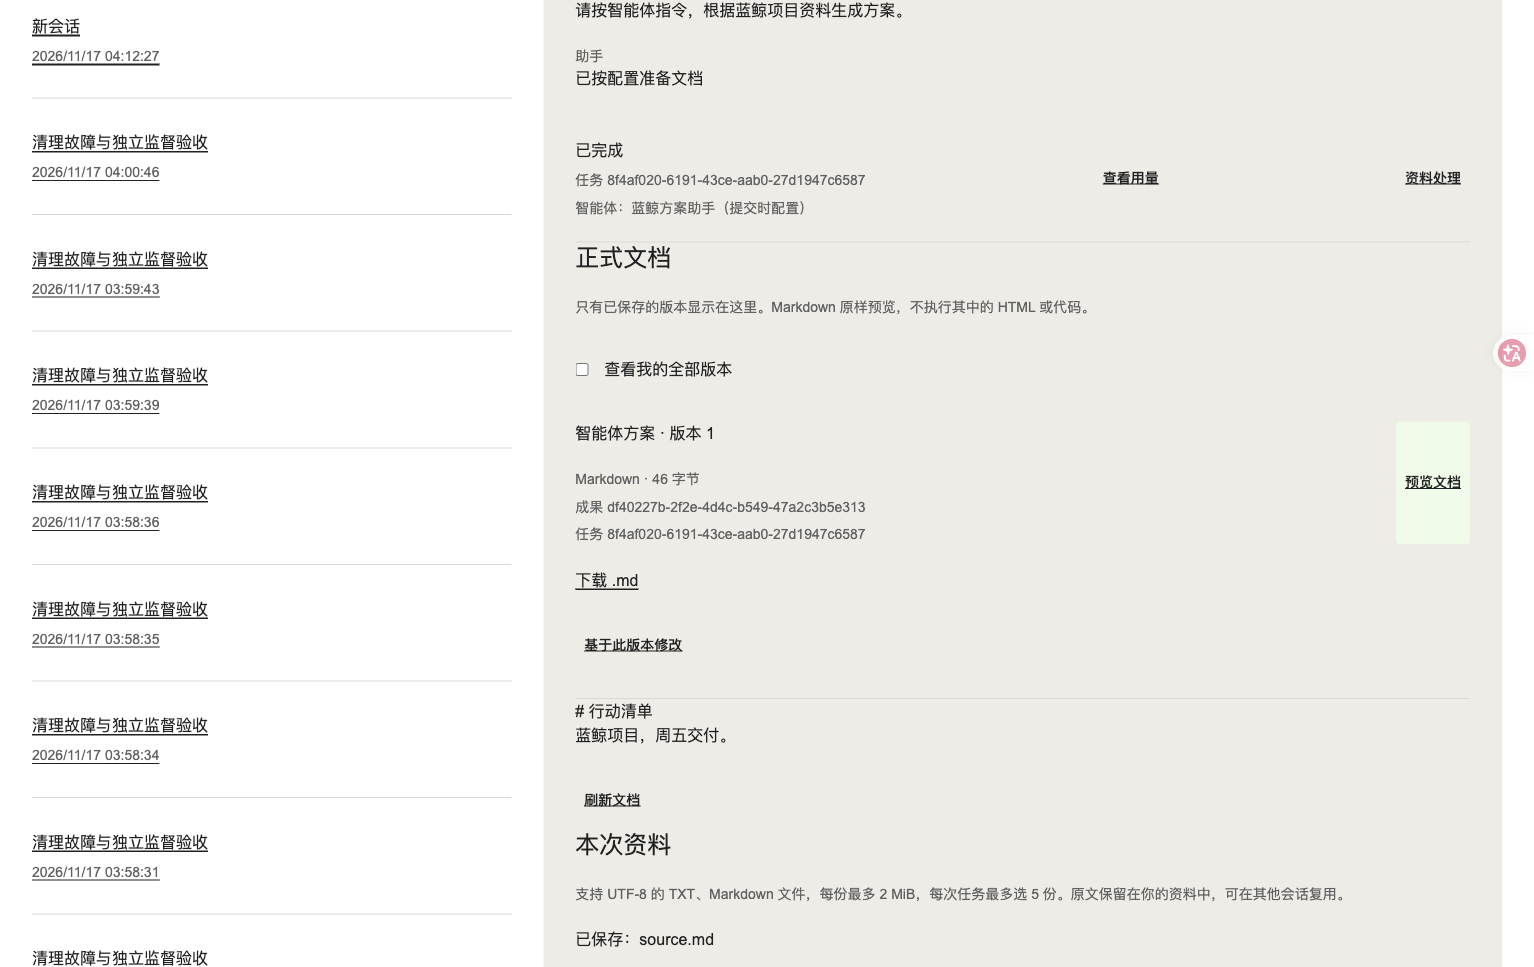 新会话
2026/11/17 04:12:27
清理故障与独立监督验收
2026/11/17 04:00:46
清理故障与独立监督验收
2026/11/17 03:59:43
清理故障与独立监督验收
2026/11/17 03:59:39
清理故障与独立监督验收
2026/11/17 03:58:36
清理故障与独立监督验收
2026/11/17 03:58:35
清理故障与独立监督验收
2026/11/17 03:58:34
清理故障与独立监督验收
2026/11/17 03:58:31
清理故障与独立监督验收
请按智能体指令，根据蓝鲸项目资料生成方案。
助手
已按配置准备文档
已完成
任务 8f4af020-6191-43ce-aab0-27d1947c6587
智能体：蓝鲸方案助手（提交时配置）
查看用量
资料处理
正式文档
只有已保存的版本显示在这里。Markdown 原样预览，不执行其中的 HTML 或代码。
查看我的全部版本
智能体方案 · 版本 1
Markdown · 46 字节
成果 df40227b-2f2e-4d4c-b549-47a2c3b5e313
任务 8f4af020-6191-43ce-aab0-27d1947c6587
预览文档
下载 .md
基于此版本修改
# 行动清单
蓝鲸项目，周五交付。
刷新文档
本次资料
支持 UTF-8 的 TXT、Markdown 文件，每份最多 2 MiB，每次任务最多选 5 份。原文保留在你的资料中，可在其他会话复用。
已保存：source.md